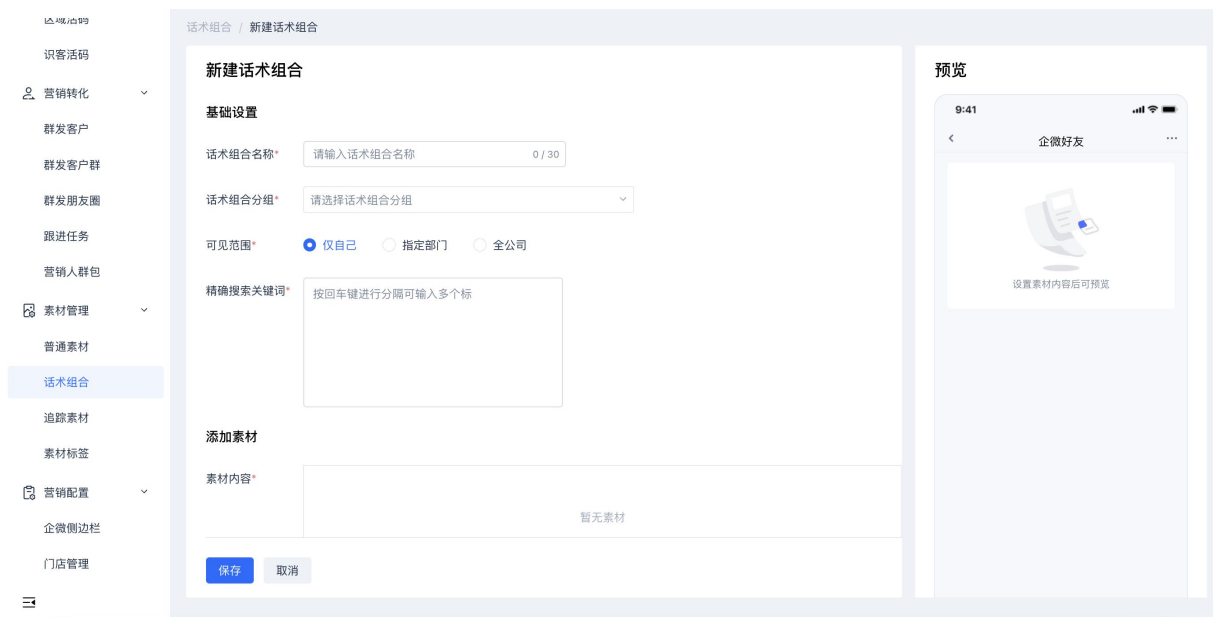 区域活码
识客活码
营销转化
群发客户
群发客户群
群发朋友圈
跟进任务
营销人群包
素材管理
普通素材
话术组合
追踪素材
素材标签
营销配置
企微侧边栏
门店管理
话术组合 / 新建话术组合
新建话术组合
基础设置
话术组合名称* 请输入话术组合名称 0 / 30
话术组合分组* 请选择话术组合分组
可见范围* 仅自己 指定部门 全公司
精确搜索关键词* 按回车键进行分隔可输入多个标
添加素材
素材内容*
暂无素材
保存 取消
预览
9:41
企微好友
设置素材内容后可预览